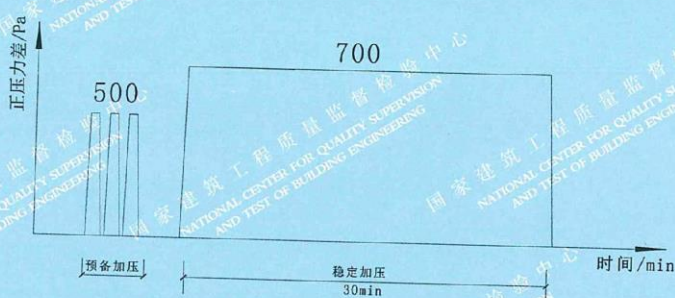 正压力差/Pa
500
700
预备加压
稳定加压
30min
时间/min
国家建筑工程质量监督检验中心
NATIONAL CENTER FOR QUALITY SUPERVISION
AND TEST OF BUILDING ENGINEERING